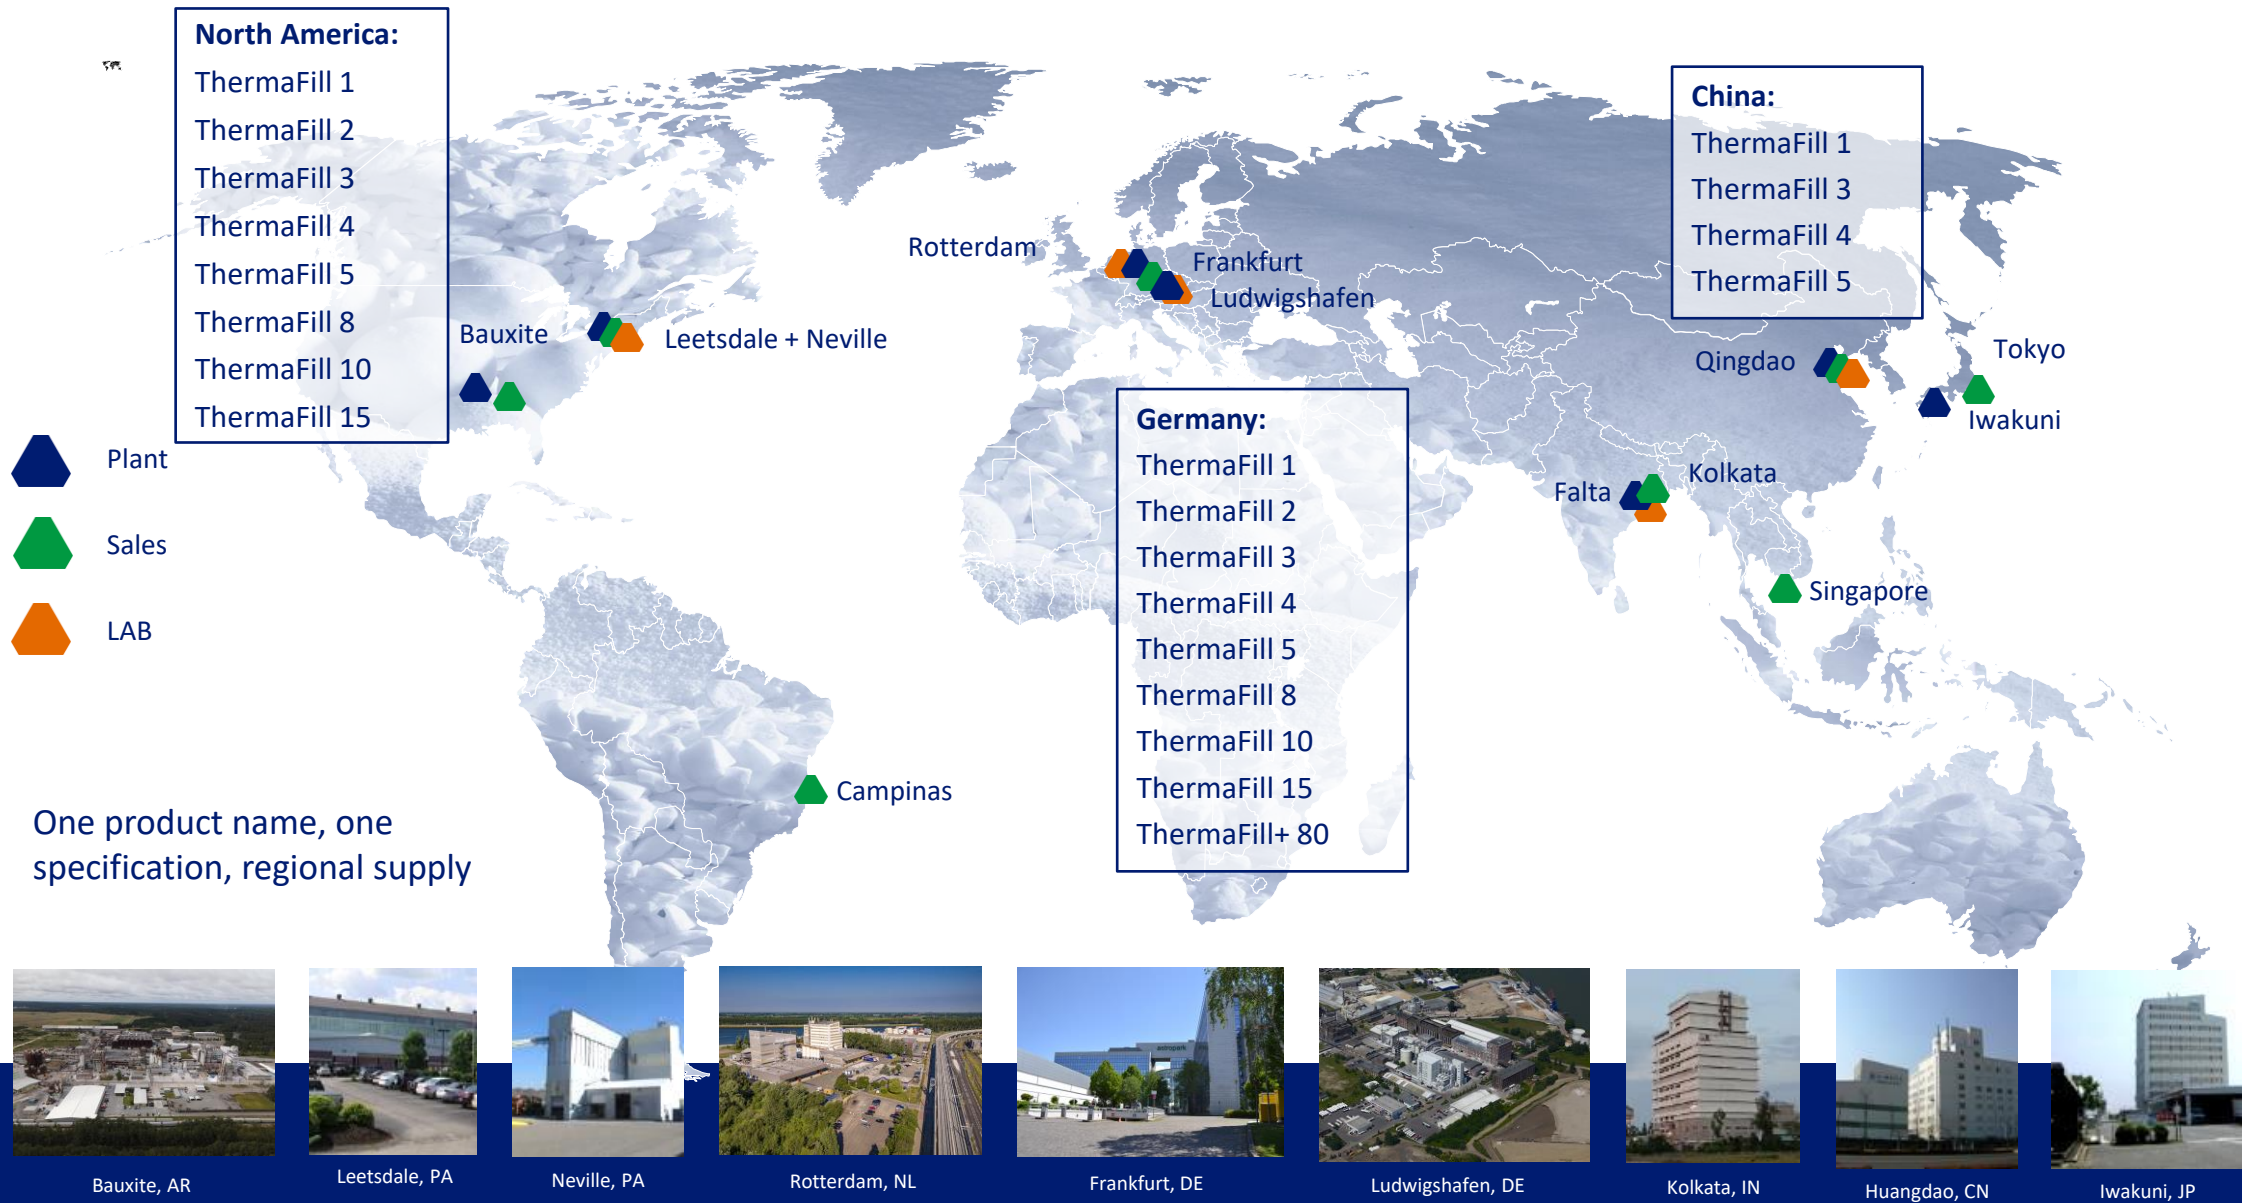 North America:
ThermaFill 1
ThermaFill 2
ThermaFill 3
ThermaFill 4
ThermaFill 5
ThermaFill 8
ThermaFill 10
ThermaFill 15
China:
ThermaFill 1
ThermaFill 3
ThermaFill 4
ThermaFill 5
Rotterdam
Frankfurt
Ludwigshafen
Bauxite
Leetsdale + Neville
Qingdao
Tokyo
Iwakuni
Germany:
ThermaFill 1
ThermaFill 2
ThermaFill 3
ThermaFill 4
ThermaFill 5
ThermaFill 8
ThermaFill 10
ThermaFill 15
ThermaFill+ 80
Plant
Sales
LAB
Falta
Kolkata
Singapore
Campinas
One product name, one
specification, regional supply
astropark
Bauxite, AR
Leetsdale, PA
Neville, PA
Rotterdam, NL
Frankfurt, DE
Ludwigshafen, DE
Kolkata, IN
Huangdao, CN
Iwakuni, JP